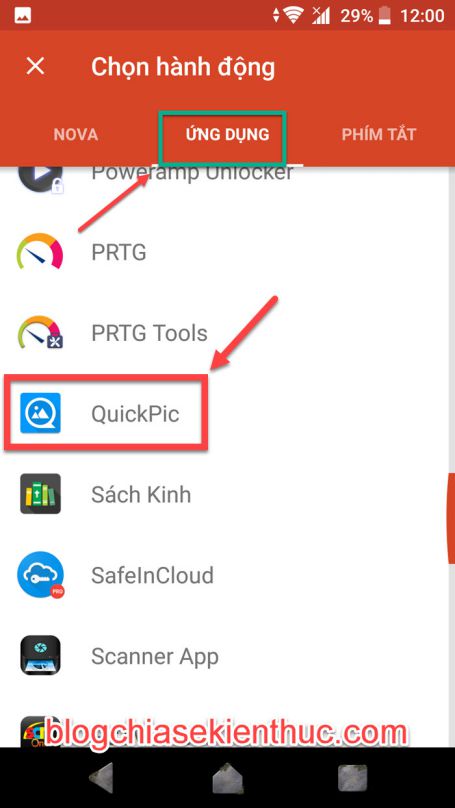 29% 12:00
Chọn hành động
NOVA ỨNG DỤNG PHÍM TẮT
Poweramp Unlocker
PRTG
PRTG Tools
QuickPic
Sách Kinh
SafeInCloud
PRO
Scanner App
blogchiasekienthuc.com